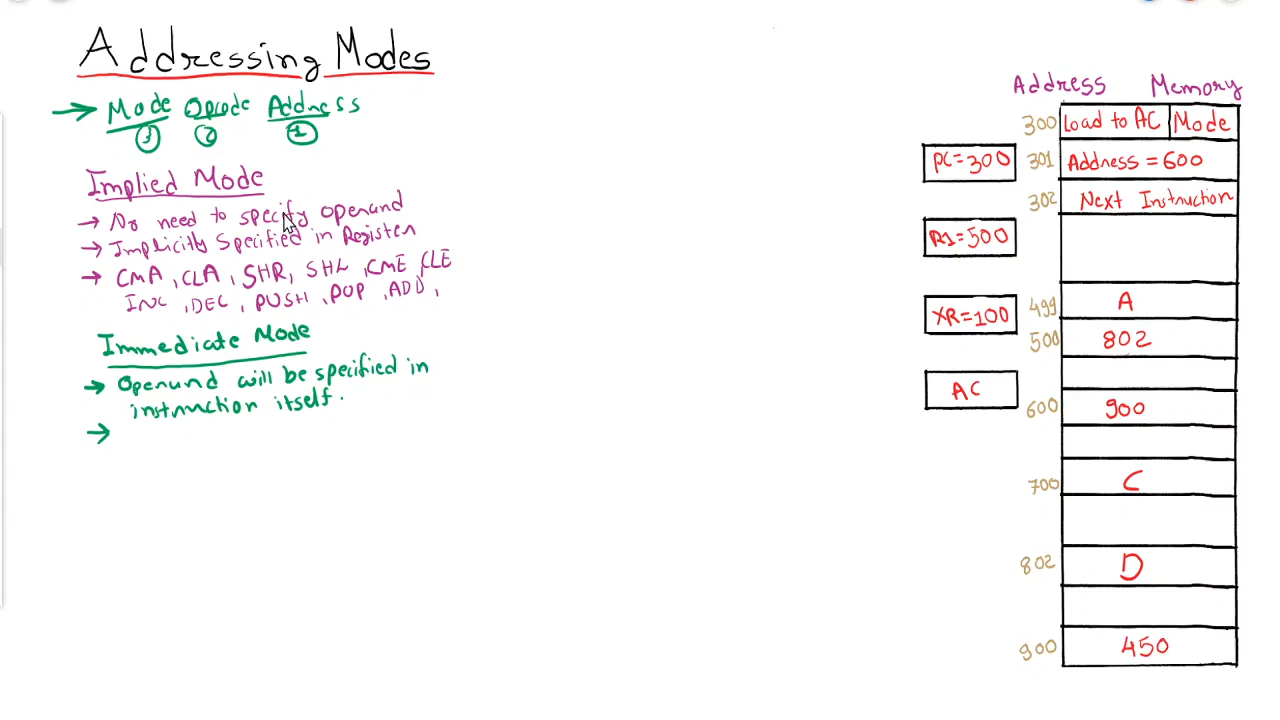 Addressing Modes
→ Mode Opcode Address
3 2 1
Implied Mode
→ No need to specify operand
→ Implicitly Specified in Register
→ CMA, CLA, SHR, SHL, CME, CLE
INC, DEC, PUSH, POP, ADD,
Immediate Mode
→ Operand will be specified in
instruction itself.
→
Address Memory
300 Load to AC Mode
PC=300 301 Address = 600
302 Next Instruction
R1=500
XR=100 499 A
500 802
AC
600 900
700 C
802 D
900 450